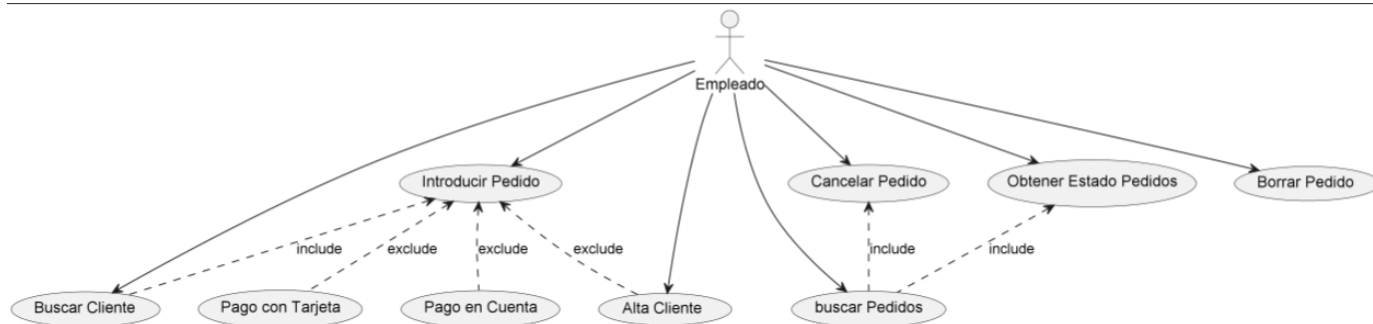 Empleado
Introducir Pedido
Cancelar Pedido
Obtener Estado Pedidos
Borrar Pedido
include
exclude
exclude
exclude
include
include
Buscar Cliente
Pago con Tarjeta
Pago en Cuenta
Alta Cliente
buscar Pedidos